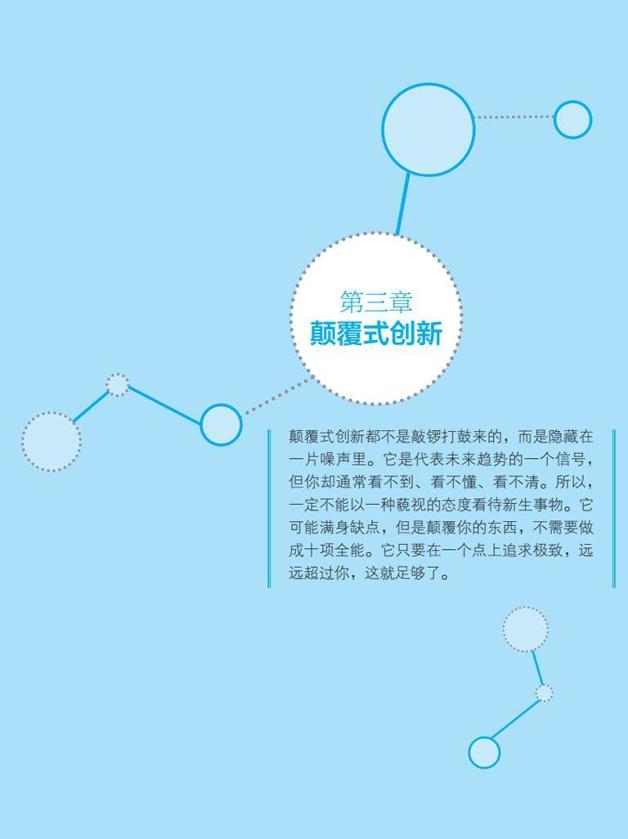 第三章
颠覆式创新
颠覆式创新都不是敲锣打鼓来的，而是隐藏在
一片噪声里。它是代表未来趋势的一个信号，
但你却通常看不到、看不懂、看不清。所以，
一定不能以一种藐视的态度看待新生事物。它
可能满身缺点，但是颠覆你的东西，不需要做
成十项全能。它只要在一个点上追求极致，远
远超过你，这就足够了。